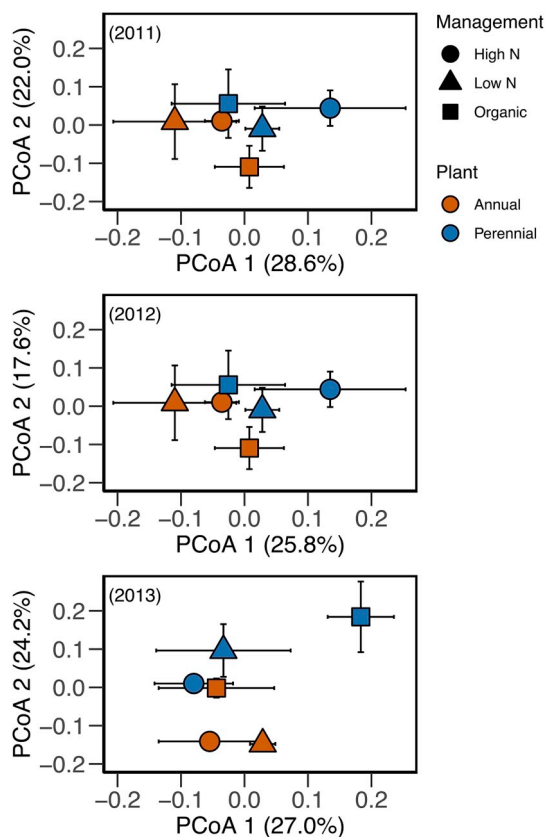 (2011)
PCoA 2 (22.0%)
0.2
0.1
0.0
−0.1
−0.2
−0.2 −0.1 0.0 0.1 0.2
PCoA 1 (28.6%)
Management
High N
Low N
Organic
Plant
Annual
Perennial
(2012)
PCoA 2 (17.6%)
0.2
0.1
0.0
−0.1
−0.2
−0.2 −0.1 0.0 0.1 0.2
PCoA 1 (25.8%)
(2013)
PCoA 2 (24.2%)
0.2
0.1
0.0
−0.1
−0.2
−0.2 −0.1 0.0 0.1 0.2
PCoA 1 (27.0%)